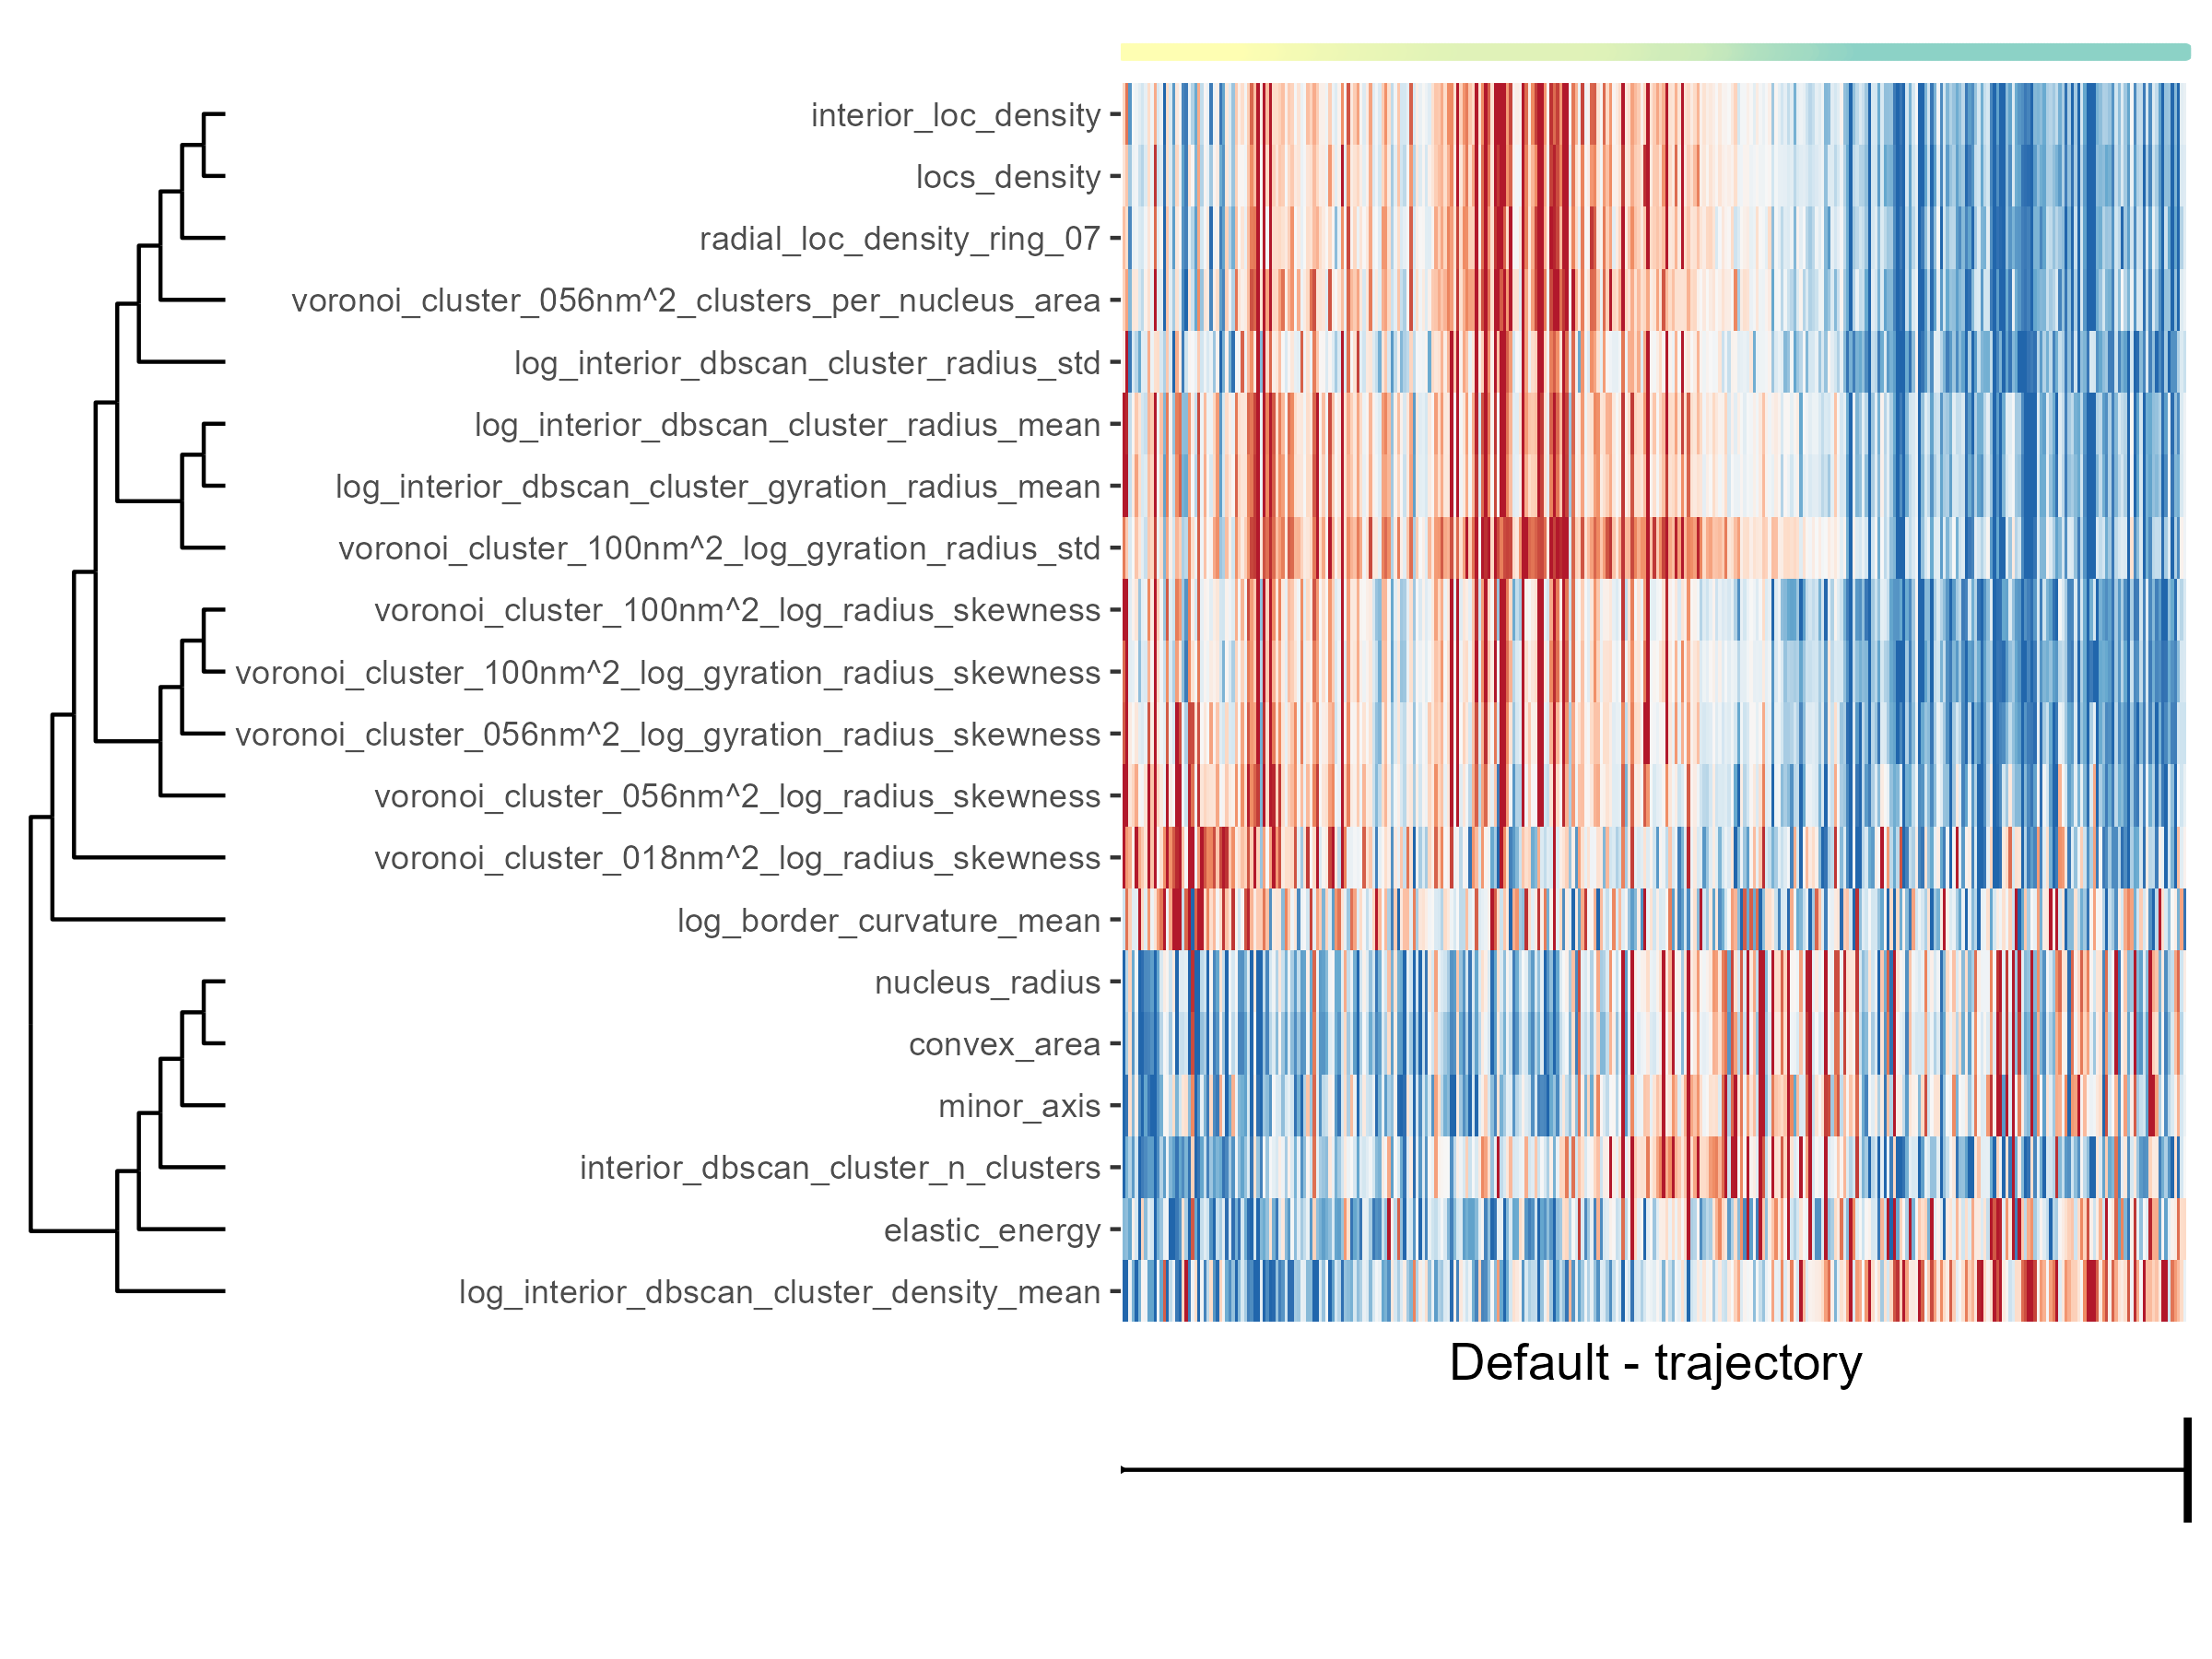 interior_loc_density
locs_density
radial_loc_density_ring_07
voronoi_cluster_056nm^2_clusters_per_nucleus_area
log_interior_dbscan_cluster_radius_std
log_interior_dbscan_cluster_radius_mean
log_interior_dbscan_cluster_gyration_radius_mean
voronoi_cluster_100nm^2_log_gyration_radius_std
voronoi_cluster_100nm^2_log_radius_skewness
voronoi_cluster_100nm^2_log_gyration_radius_skewness
voronoi_cluster_056nm^2_log_gyration_radius_skewness
voronoi_cluster_056nm^2_log_radius_skewness
voronoi_cluster_018nm^2_log_radius_skewness
log_border_curvature_mean
nucleus_radius
convex_area
minor_axis
interior_dbscan_cluster_n_clusters
elastic_energy
log_interior_dbscan_cluster_density_mean
Default - trajectory